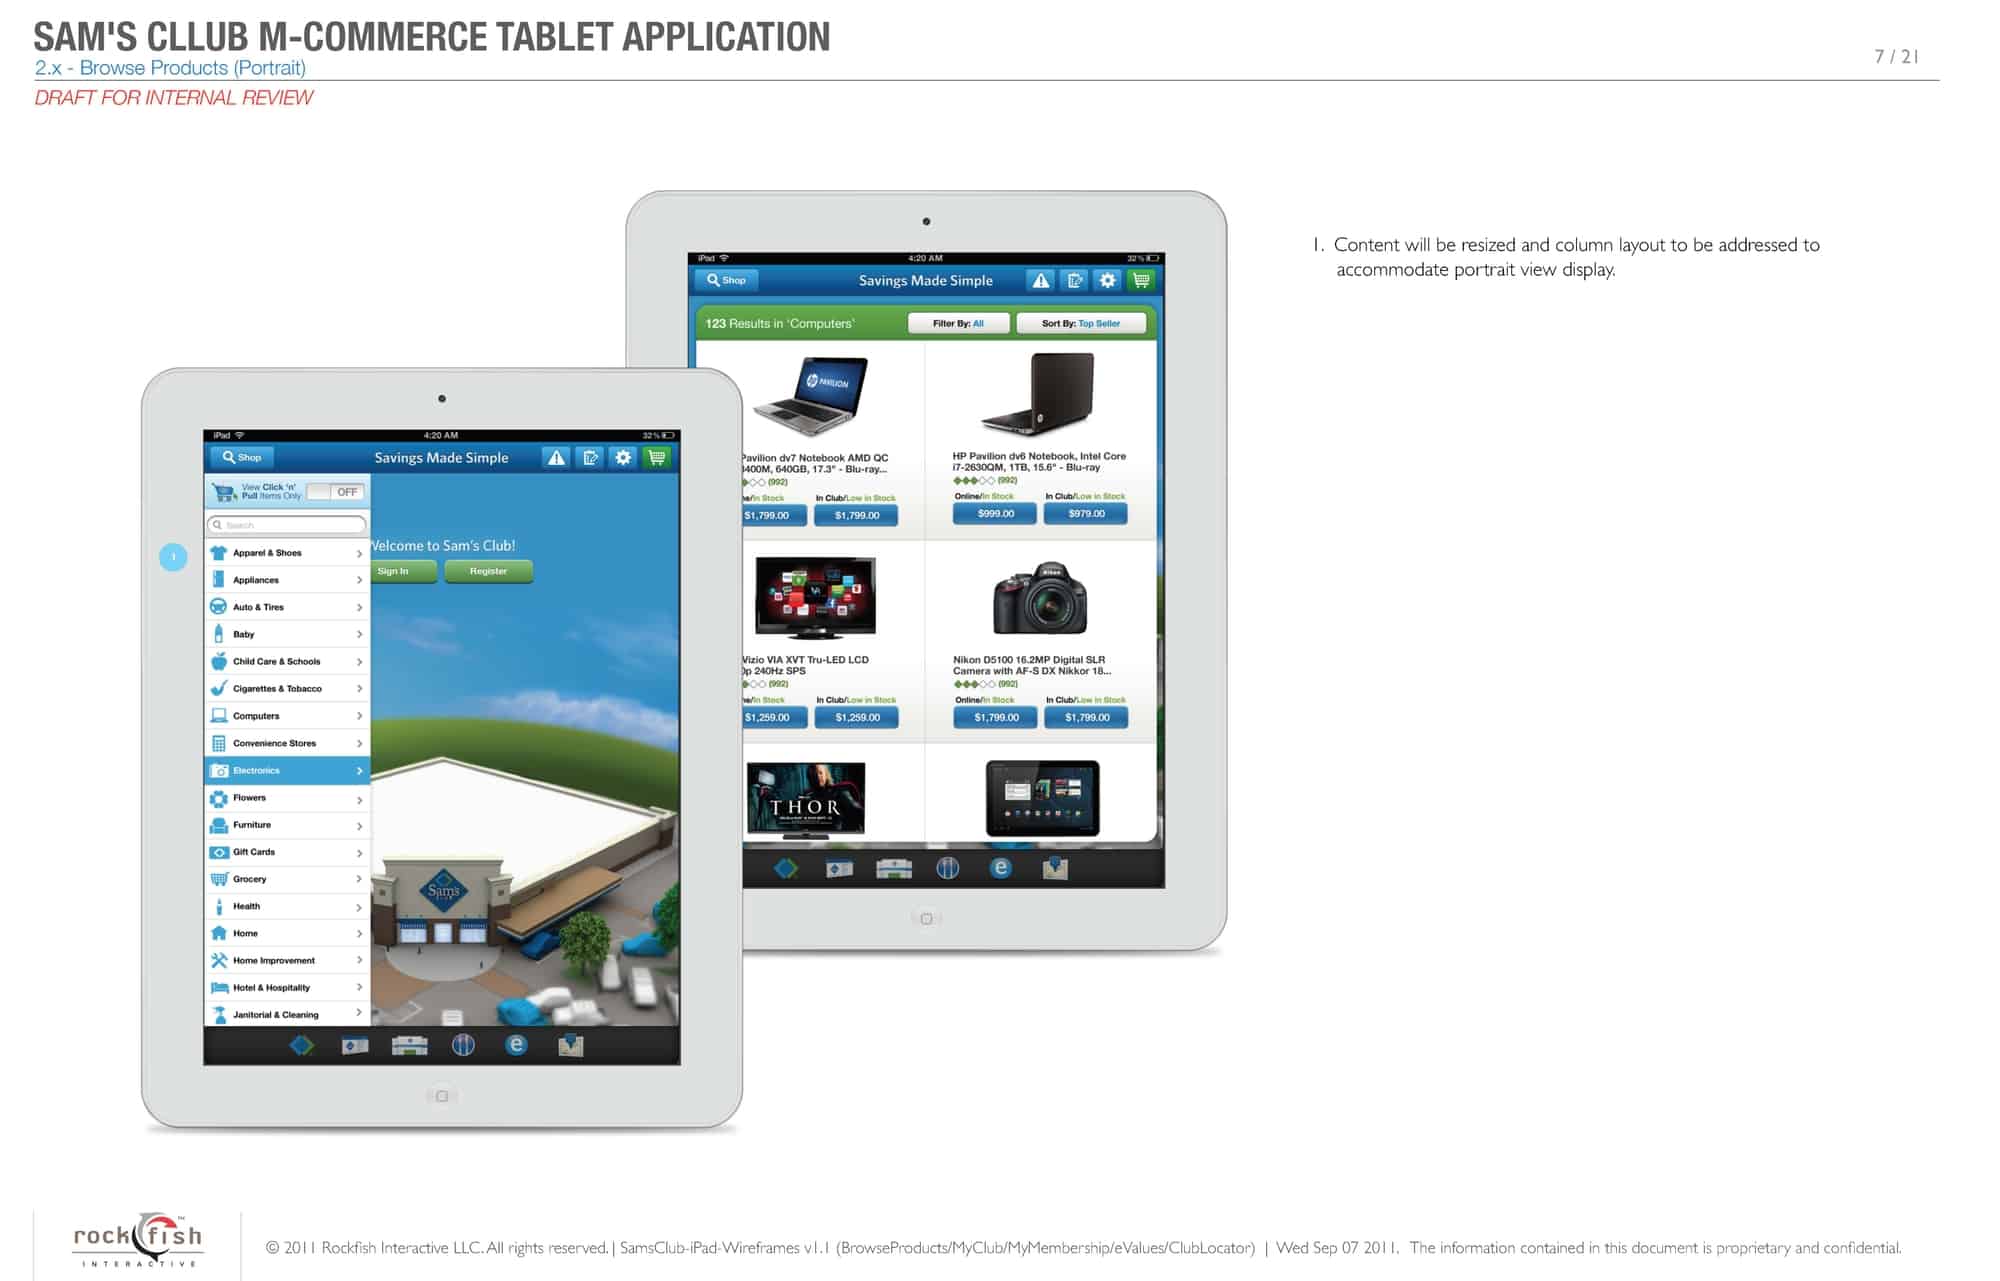 SAM'S CLLUB M-COMMERCE TABLET APPLICATION
2.x - Browse Products (Portrait)
7 / 21
DRAFT FOR INTERNAL REVIEW
1. Content will be resized and column layout to be addressed to
accommodate portrait view display.
iPad 4:20 AM 32%
Shop Savings Made Simple
123 Results in 'Computers' Filter By: All Sort By: Top Seller
hp PAVILION
Pavilion dv7 Notebook AMD QC
400M, 640GB, 17.3" - Blu-ray...
(992)
/In Stock In Club/Low in Stock
$1,799.00 $1,799.00
HP Pavilion dv6 Notebook, Intel Core
i7-2630QM, 1TB, 15.6" - Blu-ray
(992)
Online/In Stock In Club/Low in Stock
$999.00 $979.00
Nikon
Vizio VIA XVT Tru-LED LCD
240Hz SPS
(992)
/In Stock In Club/Low in Stock
$1,259.00 $1,259.00
Nikon D5100 16.2MP Digital SLR
Camera with AF-S DX Nikkor 18...
(992)
Online/In Stock In Club/Low in Stock
$1,799.00 $1,799.00
THOR
e
iPad 4:20 AM 32%
Shop Savings Made Simple
View Click 'n'
Pull Items Only OFF
Search
1
Welcome to Sam's Club!
Sign In Register
Apparel & Shoes
Appliances
Auto & Tires
Baby
Child Care & Schools
Cigarettes & Tobacco
Computers
Convenience Stores
Electronics
Flowers
Furniture
Gift Cards
Grocery
Health
Home
Home Improvement
Hotel & Hospitality
Janitorial & Cleaning
Sam's
CLUB
e
rockfish™
INTERACTIVE
© 2011 Rockfish Interactive LLC. All rights reserved. | SamsClub-iPad-Wireframes v1.1 (BrowseProducts/MyClub/MyMembership/eValues/ClubLocator) | Wed Sep 07 2011. The information contained in this document is proprietary and confidential.